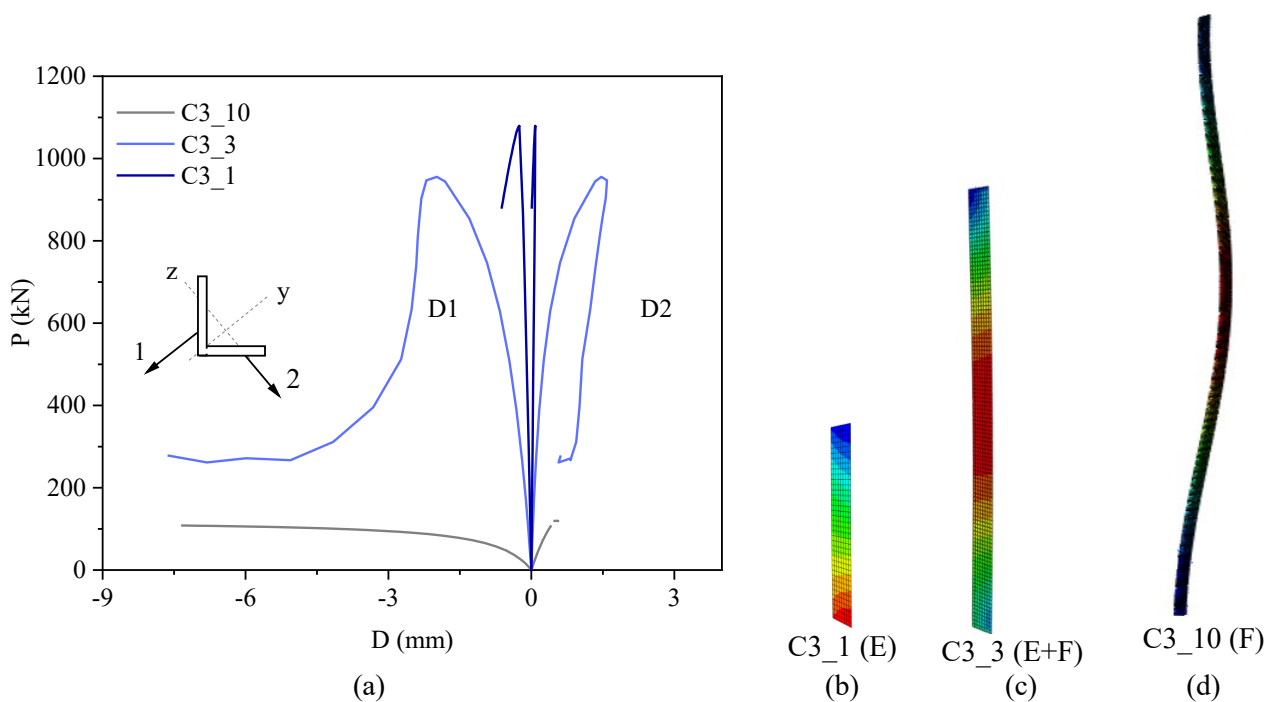 1200
1000
800
600
400
200
0
P (kN)
C3_10
C3_3
C3_1
z
y
1
2
D1
D2
-9
-6
-3
0
3
D (mm)
(a)
C3_1 (E)
(b)
C3_3 (E+F)
(c)
C3_10 (F)
(d)